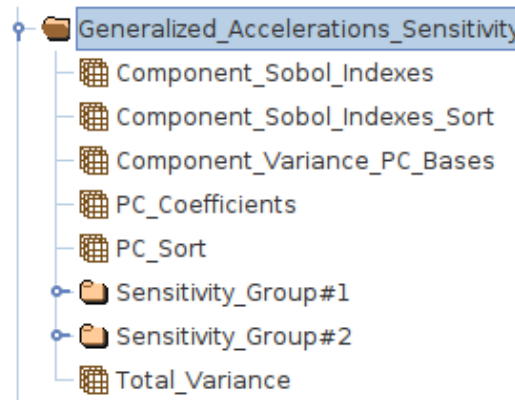 Generalized_Accelerations_Sensitivity
Component_Sobol_Indexes
Component_Sobol_Indexes_Sort
Component_Variance_PC_Bases
PC_Coefficients
PC_Sort
Sensitivity_Group#1
Sensitivity_Group#2
Total_Variance